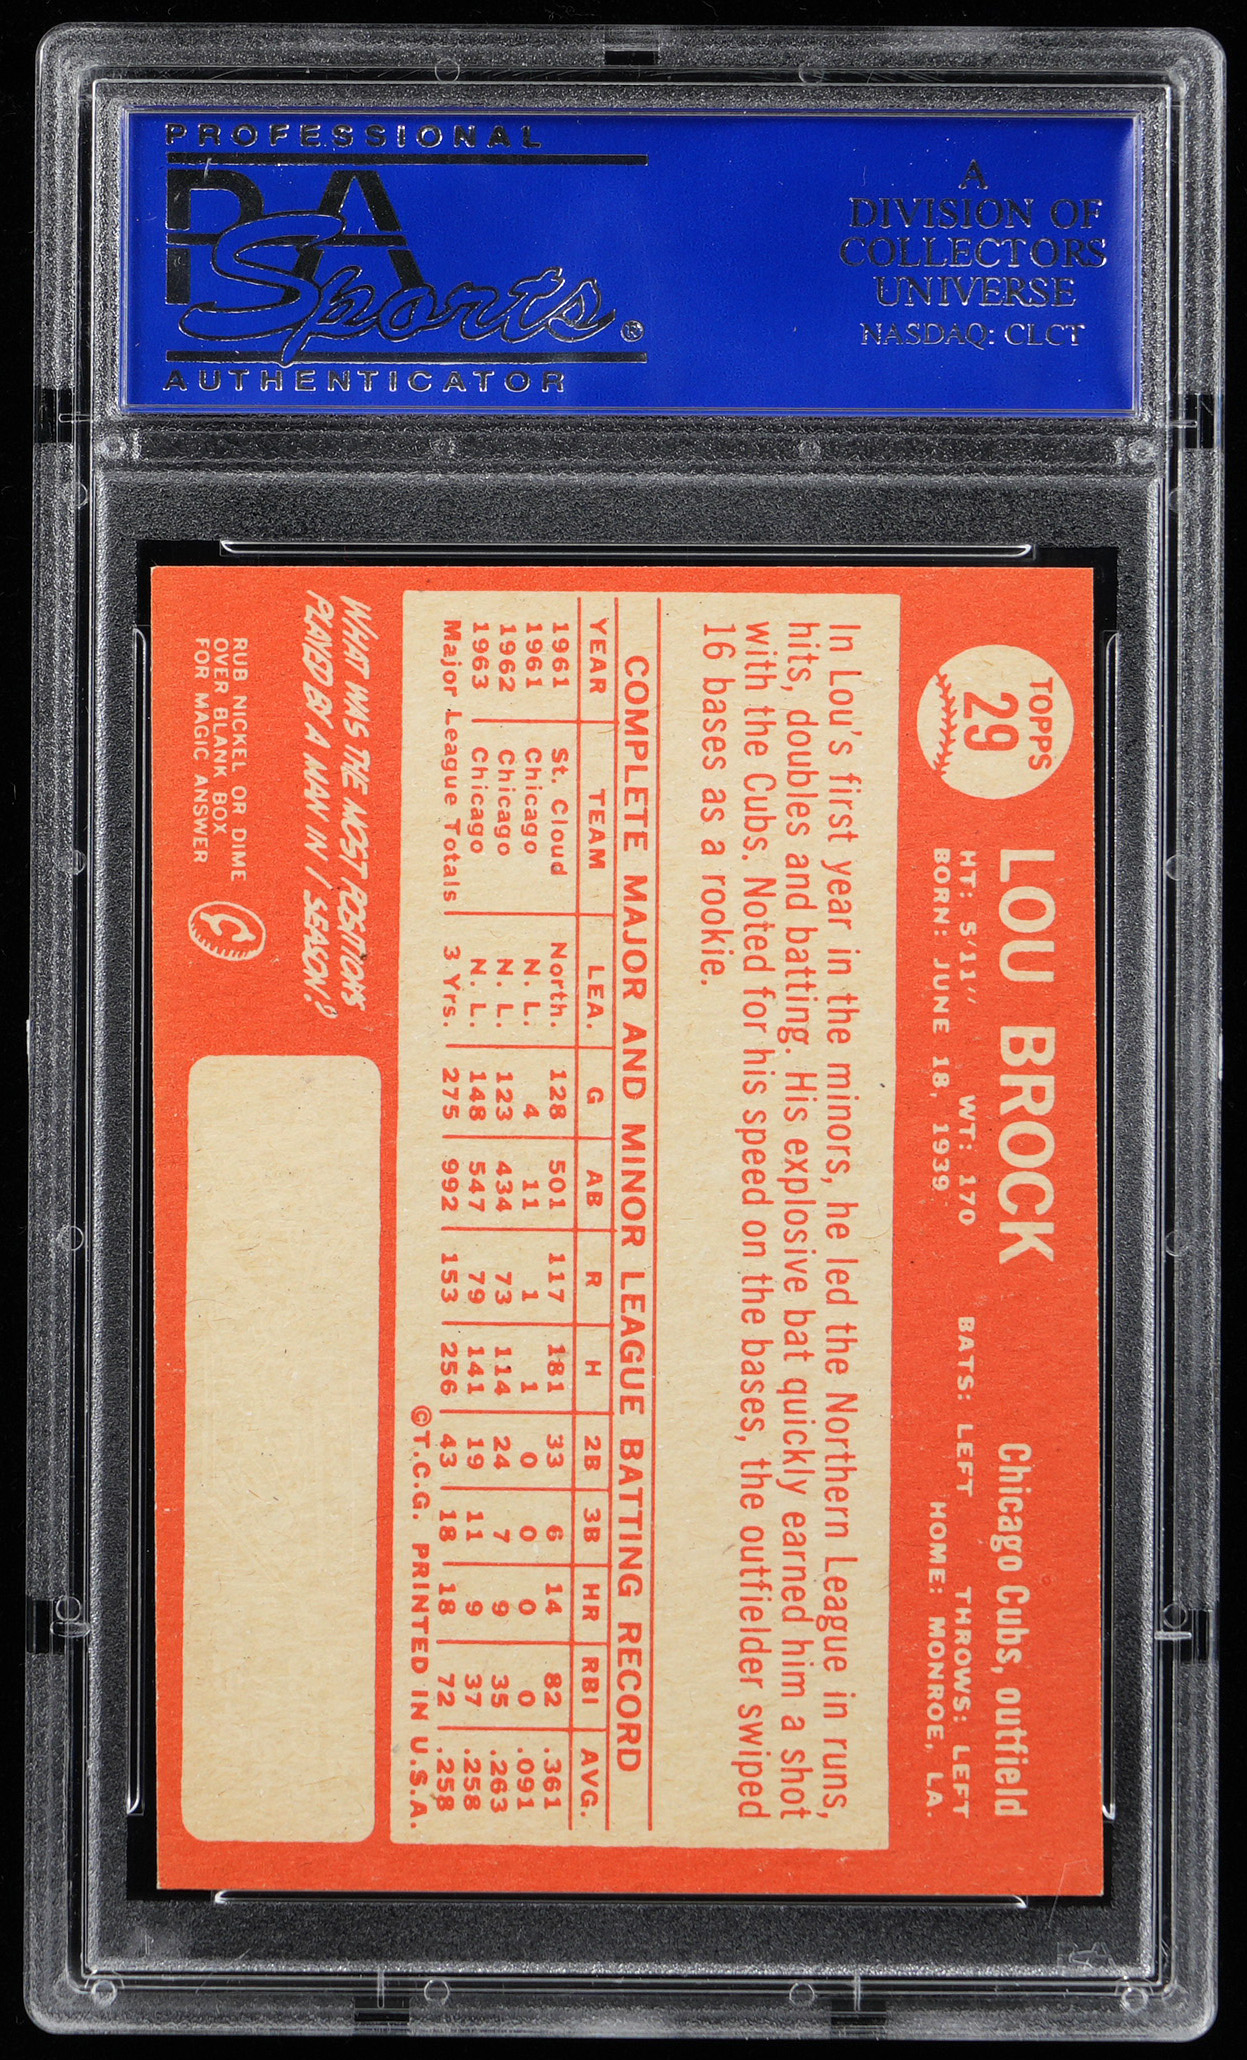 PROFESSIONAL
PSA
Sports®
AUTHENTICATOR
A
DIVISION OF
COLLECTORS
UNIVERSE
NASDAQ: CLCT
TOPPS
29
LOU BROCK
Chicago Cubs, outfield
HT: 5'11" WT: 170 BATS: LEFT THROWS: LEFT
BORN: JUNE 18, 1939 HOME: MONROE, LA.
In Lou's first year in the minors, he led the Northern League in runs,
hits, doubles and batting. His explosive bat quickly earned him a shot
with the Cubs. Noted for his speed on the bases, the outfielder swiped
16 bases as a rookie.
COMPLETE MAJOR AND MINOR LEAGUE BATTING RECORD
YEAR TEAM LEA. G AB R H 2B 3B HR RBI AVG.
1961 St. Cloud North. 128 501 117 181 33 6 14 82 .361
1961 Chicago N. L. 4 11 1 1 0 0 0 0 .091
1962 Chicago N. L. 123 434 73 114 24 7 9 35 .263
1963 Chicago N. L. 148 547 79 141 19 11 9 37 .258
Major League Totals 3 Yrs. 275 992 153 256 43 18 18 72 .258
©T.C.G. PRINTED IN U.S.A.
WHAT WAS THE MOST POSITIONS
PLAYED BY A MAN IN 1 SEASON?
RUB NICKEL OR DIME
OVER BLANK BOX
FOR MAGIC ANSWER